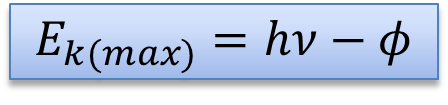 E_{k(max)} = hν − ϕ